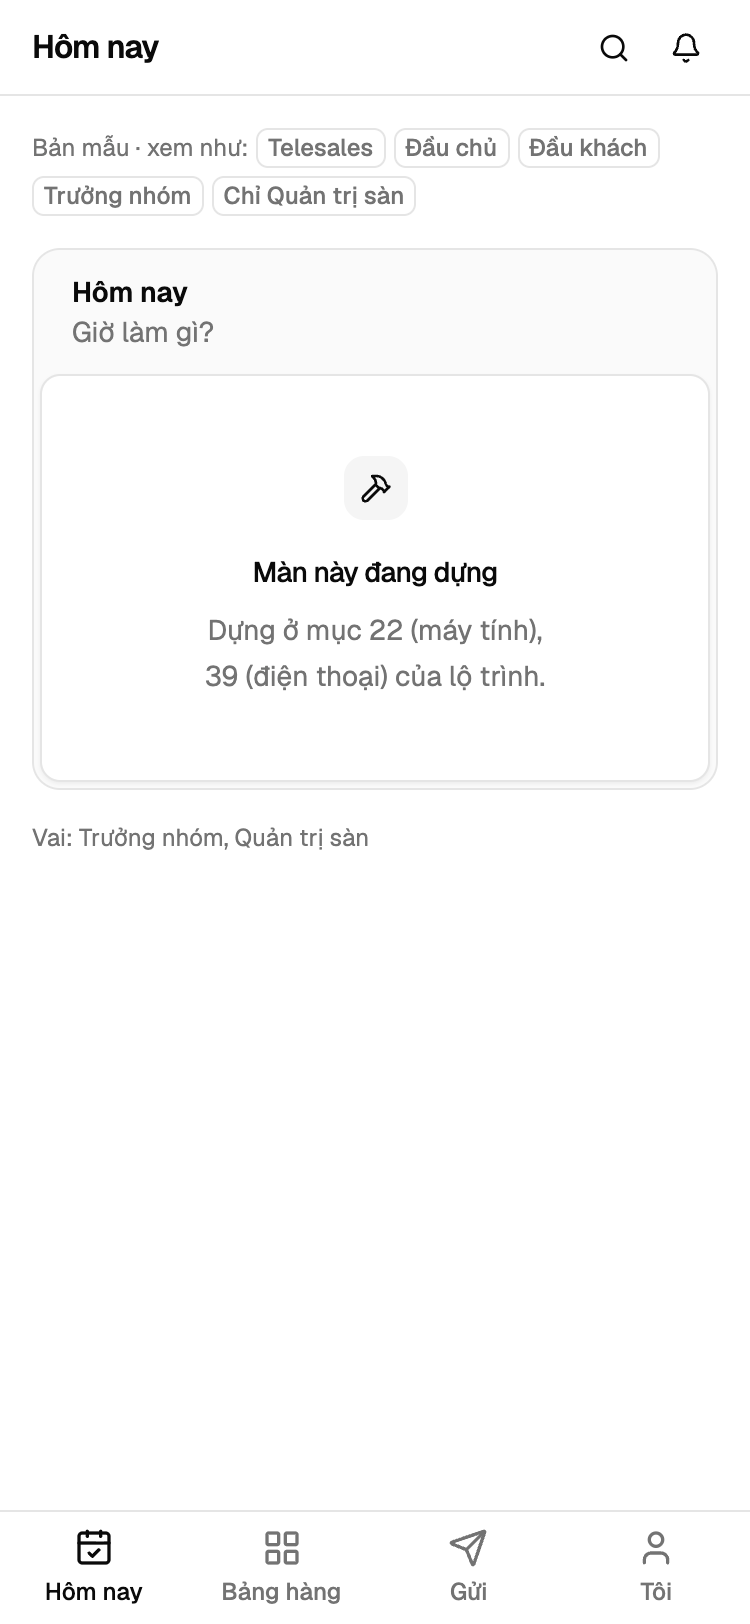 Hôm nay
Bản mẫu · xem như: Telesales Đầu chủ Đầu khách
Trưởng nhóm Chỉ Quản trị sàn
Hôm nay
Giờ làm gì?
Màn này đang dựng
Dựng ở mục 22 (máy tính),
39 (điện thoại) của lộ trình.
Vai: Trưởng nhóm, Quản trị sàn
Hôm nay Bảng hàng Gửi Tôi